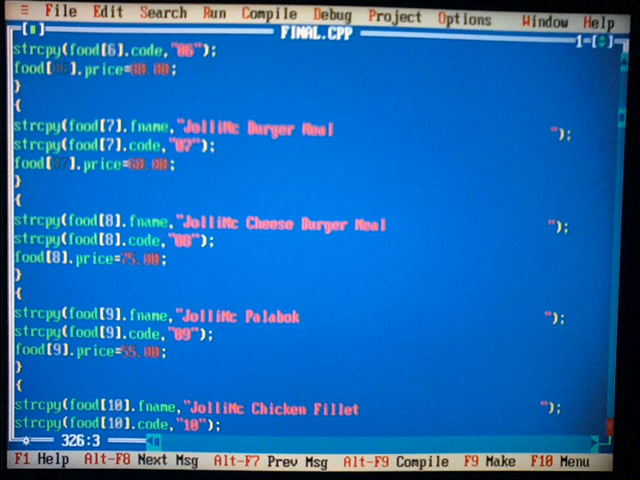 ≡ File Edit Search Run Compile Debug Project Options Window Help
FINAL.CPP 1
strcpy(food[6].code,"06");
food[06].price=60.00;
}
{
strcpy(food[7].fname,"JolliMc Burger Meal ");
strcpy(food[7].code,"07");
food[07].price=60.00;
}
{
strcpy(food[8].fname,"JolliMc Cheese Burger Meal ");
strcpy(food[8].code,"08");
food[8].price=75.00;
}
{
strcpy(food[9].fname,"JolliMc Palabok ");
strcpy(food[9].code,"09");
food[9].price=55.00;
}
{
strcpy(food[10].fname,"JolliMc Chicken Fillet ");
strcpy(food[10].code,"10");
326:3
F1 Help Alt-F8 Next Msg Alt-F7 Prev Msg Alt-F9 Compile F9 Make F10 Menu